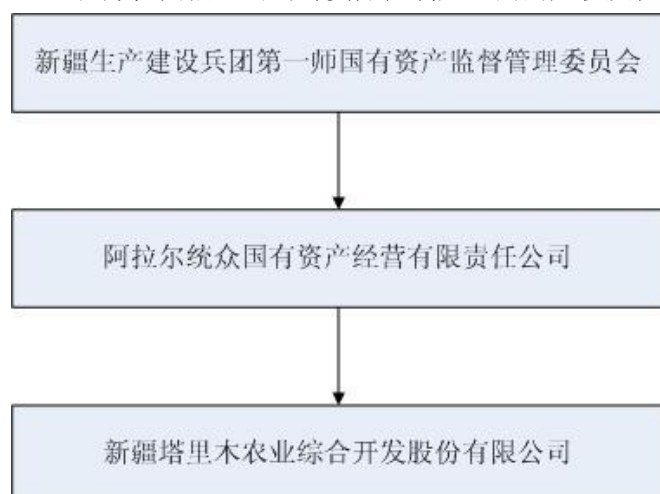 新疆生产建设兵团第一师国有资产监督管理委员会
阿拉尔统众国有资产经营有限责任公司
新疆塔里木农业综合开发股份有限公司